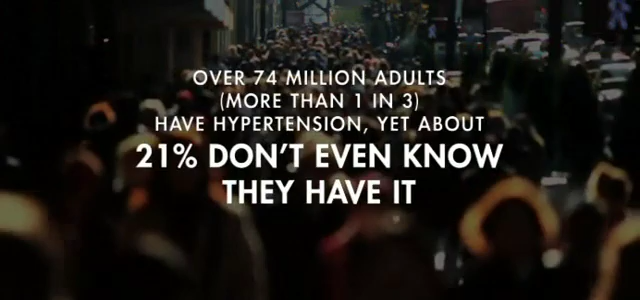 OVER 74 MILLION ADULTS
(MORE THAN 1 IN 3)
HAVE HYPERTENSION, YET ABOUT
21% DON'T EVEN KNOW
THEY HAVE IT